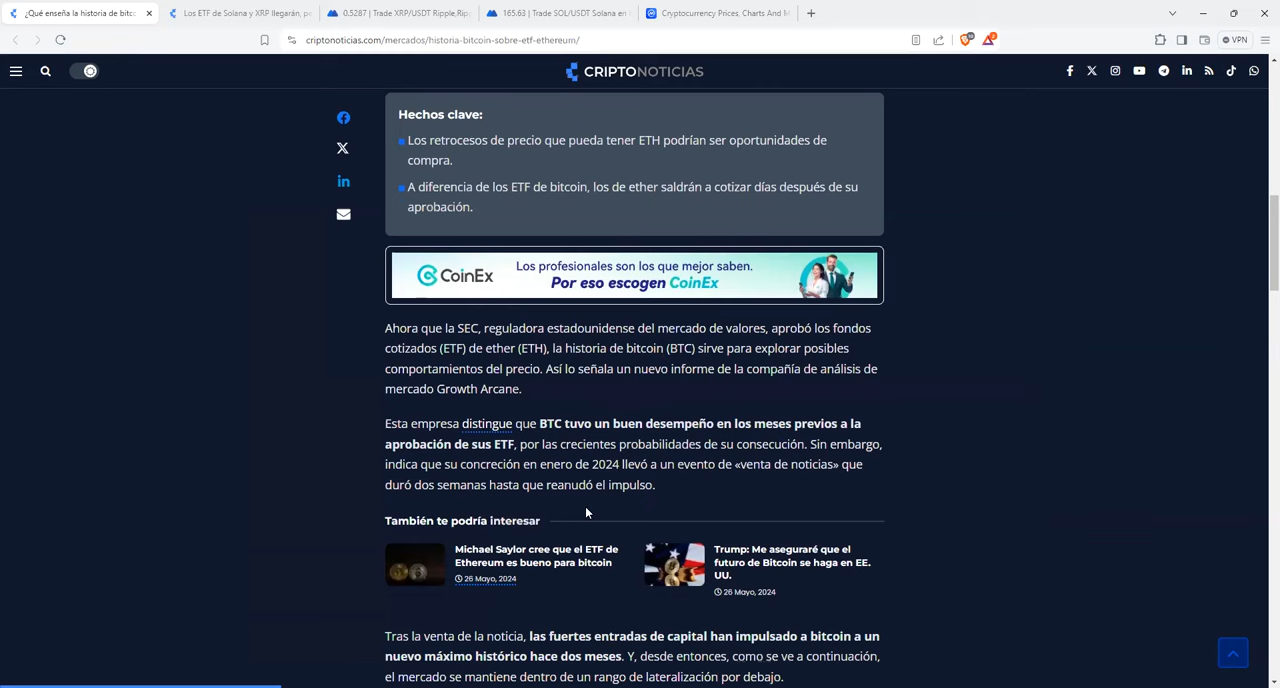 ¿Qué enseña la historia de bitco
Los ETF de Solana y XRP llegarán, pe
0.5287 | Trade XRP/USDT Ripple,Rip
165.63 | Trade SOL/USDT Solana en
Cryptocurrency Prices, Charts And M
criptonoticias.com/mercados/historia-bitcoin-sobre-etf-ethereum/
VPN
CRIPTONOTICIAS
Hechos clave:
Los retrocesos de precio que pueda tener ETH podrían ser oportunidades de
compra.
A diferencia de los ETF de bitcoin, los de ether saldrán a cotizar días después de su
aprobación.
CoinEx
Los profesionales son los que mejor saben.
Por eso escogen CoinEx
Ahora que la SEC, reguladora estadounidense del mercado de valores, aprobó los fondos
cotizados (ETF) de ether (ETH), la historia de bitcoin (BTC) sirve para explorar posibles
comportamientos del precio. Así lo señala un nuevo informe de la compañía de análisis de
mercado Growth Arcane.
Esta empresa distingue que BTC tuvo un buen desempeño en los meses previos a la
aprobación de sus ETF, por las crecientes probabilidades de su consecución. Sin embargo,
indica que su concreción en enero de 2024 llevó a un evento de «venta de noticias» que
duró dos semanas hasta que reanudó el impulso.
También te podría interesar
Michael Saylor cree que el ETF de
Ethereum es bueno para bitcoin
26 Mayo, 2024
Trump: Me aseguraré que el
futuro de Bitcoin se haga en EE.
UU.
26 Mayo, 2024
Tras la venta de la noticia, las fuertes entradas de capital han impulsado a bitcoin a un
nuevo máximo histórico hace dos meses. Y, desde entonces, como se ve a continuación,
el mercado se mantiene dentro de un rango de lateralización por debajo.